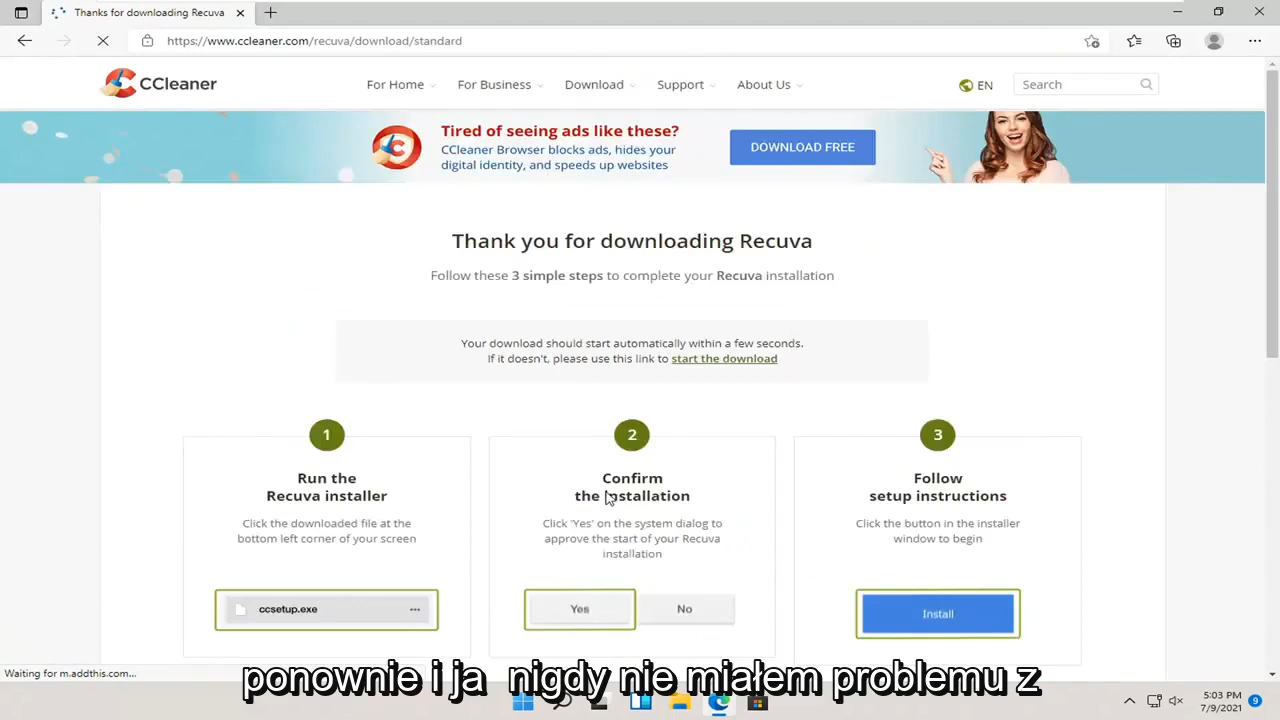 Thanks for downloading Recuva
https://www.ccleaner.com/recuva/download/standard
CCleaner
For Home
For Business
Download
Support
About Us
EN
Search
Tired of seeing ads like these?
CCleaner Browser blocks ads, hides your
digital identity, and speeds up websites
DOWNLOAD FREE
Thank you for downloading Recuva
Follow these 3 simple steps to complete your Recuva installation
Your download should start automatically within a few seconds.
If it doesn't, please use this link to start the download
1
Run the
Recuva installer
Click the downloaded file at the
bottom left corner of your screen
ccsetup.exe
2
Confirm
the installation
Click 'Yes' on the system dialog to
approve the start of your Recuva
installation
Yes
No
3
Follow
setup instructions
Click the button in the installer
window to begin
Install
Waiting for m.addthis.com...
ponownie i ja nigdy nie miałem problemu z
5:03 PM
7/9/2021
9